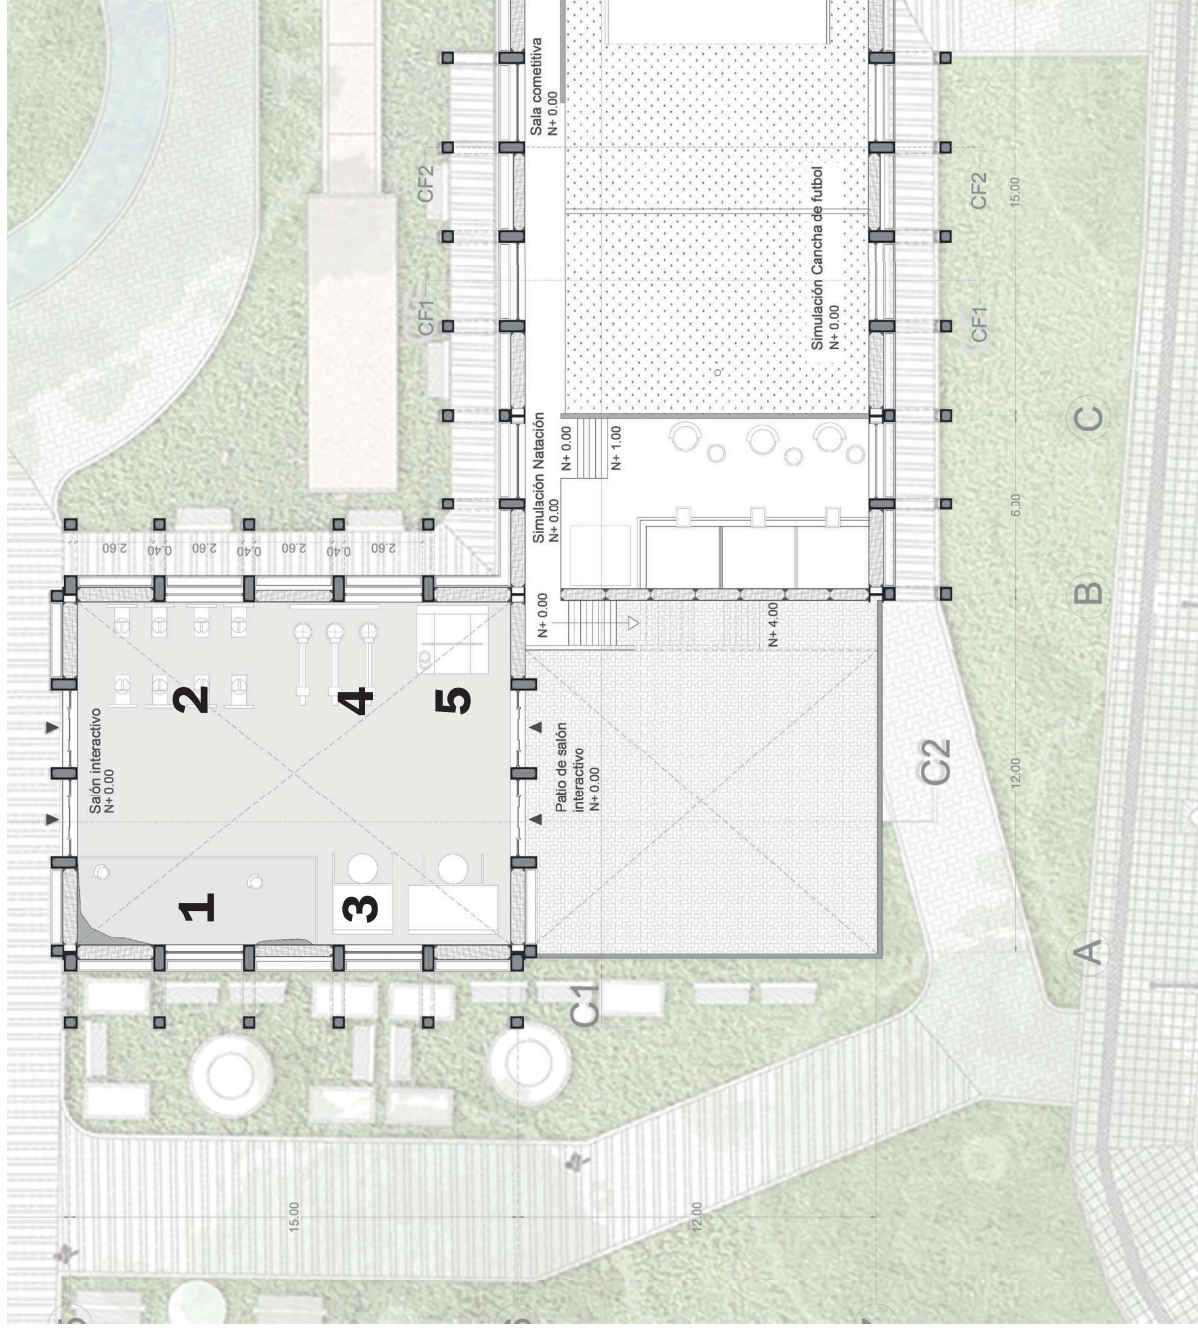 Sala cometitiva
N+ 0.00
CF2
CF1
Simulación Cancha de futbol
N+ 0.00
CF2
CF1
15.00
Simulación Natación
N+ 0.00
N+ 0.00
N+ 1.00
C
6.00
2.60
0.40
2.60
0.40
2.60
0.40
2.60
N+ 0.00
N+ 4.00
B
2
4
5
Salón interactivo
N+ 0.00
Patio de salón
interactivo
N+ 0.00
C2
12.00
1
3
A
C1
15.00
12.00